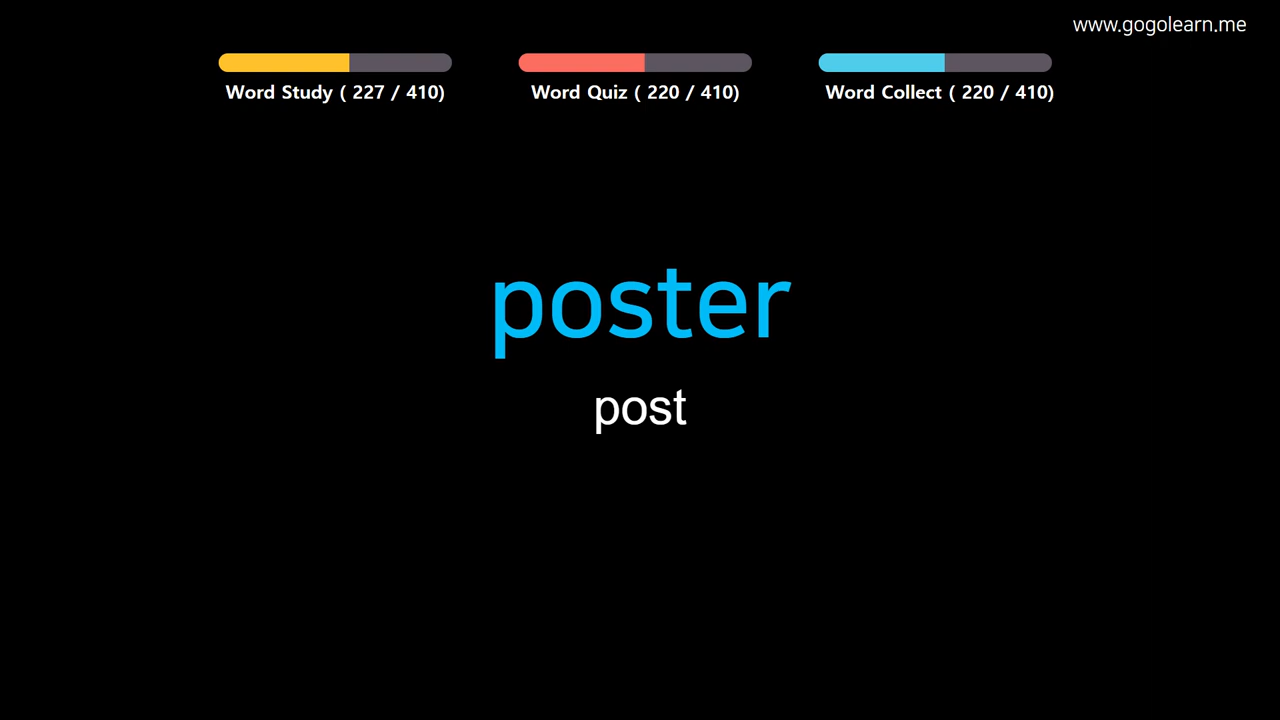 www.gogolearn.me
Word Study ( 227 / 410)
Word Quiz ( 220 / 410)
Word Collect ( 220 / 410)
poster
post